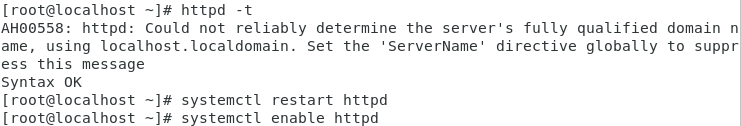 [root@localhost ~]# httpd -t
AH00558: httpd: Could not reliably determine the server's fully qualified domain n
ame, using localhost.localdomain. Set the 'ServerName' directive globally to suppr
ess this message
Syntax OK
[root@localhost ~]# systemctl restart httpd
[root@localhost ~]# systemctl enable httpd